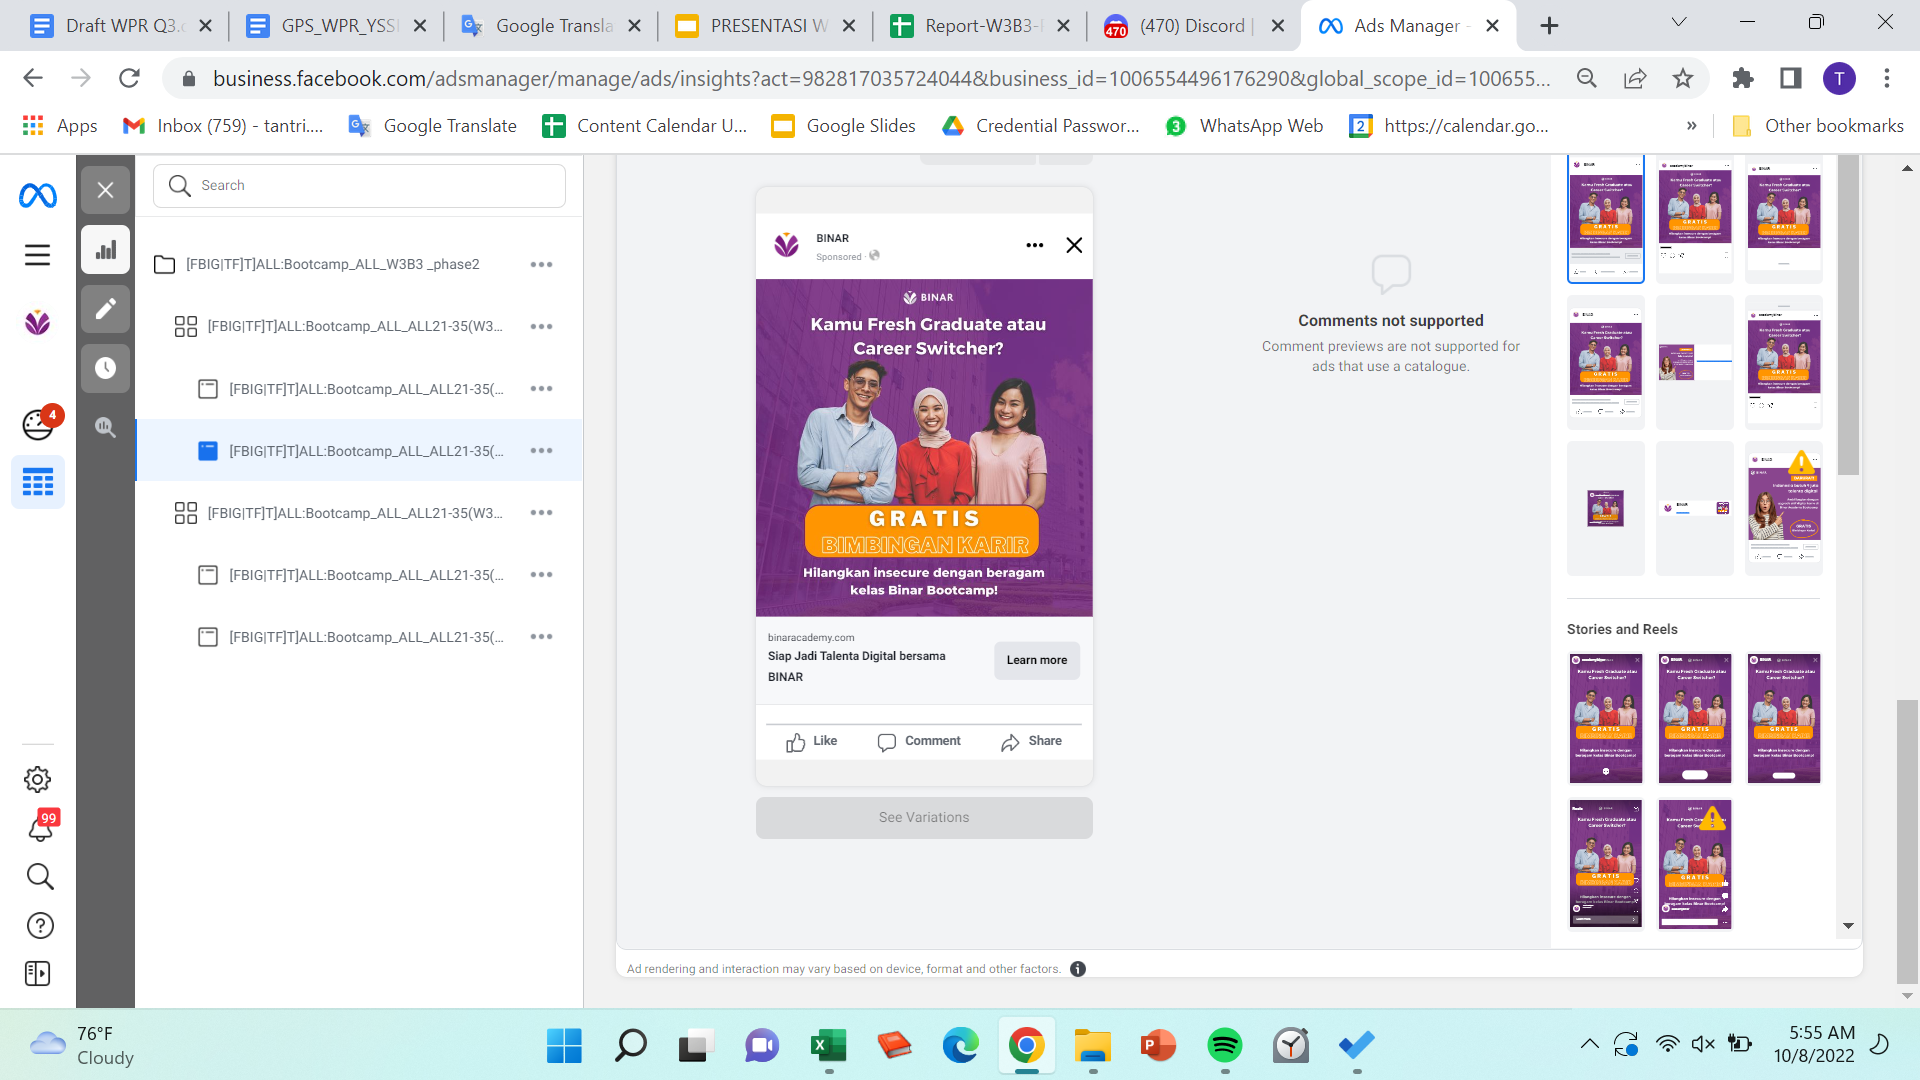 Draft WPR Q3.
GPS_WPR_YSS
Google Transla
PRESENTASI W
Report-W3B3-
(470) Discord |
Ads Manager -
business.facebook.com/adsmanager/manage/ads/insights?act=982817035724044&business_id=1006554496176290&global_scope_id=100655...
T
Apps
Inbox (759) - tantri....
Google Translate
Content Calendar U...
Google Slides
Credential Passwor...
WhatsApp Web
https://calendar.go...
»
Other bookmarks
Search
[FBIG|TF]T]ALL:Bootcamp_ALL_W3B3 _phase2
[FBIG|TF]T]ALL:Bootcamp_ALL_ALL21-35(W3...
[FBIG|TF]T]ALL:Bootcamp_ALL_ALL21-35(...
[FBIG|TF]T]ALL:Bootcamp_ALL_ALL21-35(...
[FBIG|TF]T]ALL:Bootcamp_ALL_ALL21-35(W3...
[FBIG|TF]T]ALL:Bootcamp_ALL_ALL21-35(...
[FBIG|TF]T]ALL:Bootcamp_ALL_ALL21-35(...
4
99
BINAR
Sponsored ·
BINAR
Kamu Fresh Graduate atau
Career Switcher?
GRATIS
BIMBINGAN KARIR
Hilangkan insecure dengan beragam
kelas Binar Bootcamp!
binaracademy.com
Siap Jadi Talenta Digital bersama
BINAR
Learn more
Like
Comment
Share
See Variations
Comments not supported
Comment previews are not supported for
ads that use a catalogue.
Stories and Reels
Ad rendering and interaction may vary based on device, format and other factors.
76°F
Cloudy
5:55 AM
10/8/2022